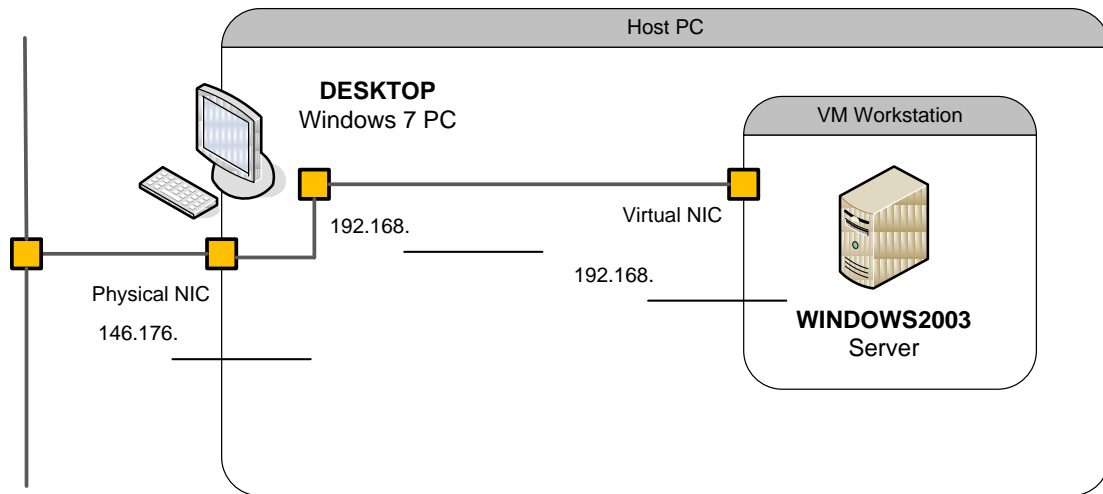 Host PC
DESKTOP
Windows 7 PC
VM Workstation
192.168.
Virtual NIC
192.168.
Physical NIC
146.176.
WINDOWS2003
Server